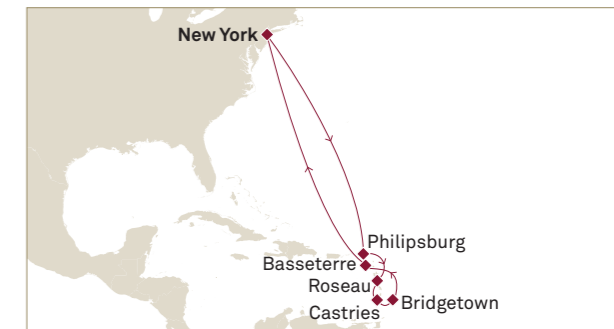 New York
Philipsburg
Basseterre
Roseau
Castries
Bridgetown